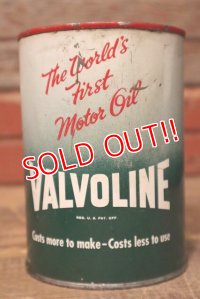 The World's
First
Motor Oil
SOLD OUT!!
VALVOLINE
REG. U.S. PAT. OFF.
Costs more to make-Costs less to use